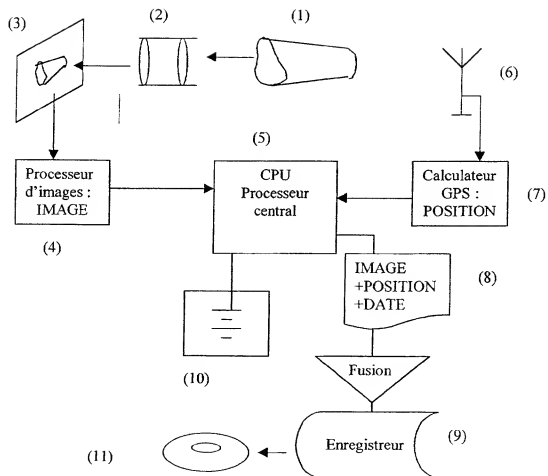 (3)
(2)
(1)
(6)
(5)
Processeur
d'images :
IMAGE
(4)
CPU
Processeur
central
Calculateur
GPS :
POSITION
(7)
IMAGE
+POSITION
+DATE
(8)
(10)
Fusion
Enregistreur
(9)
(11)